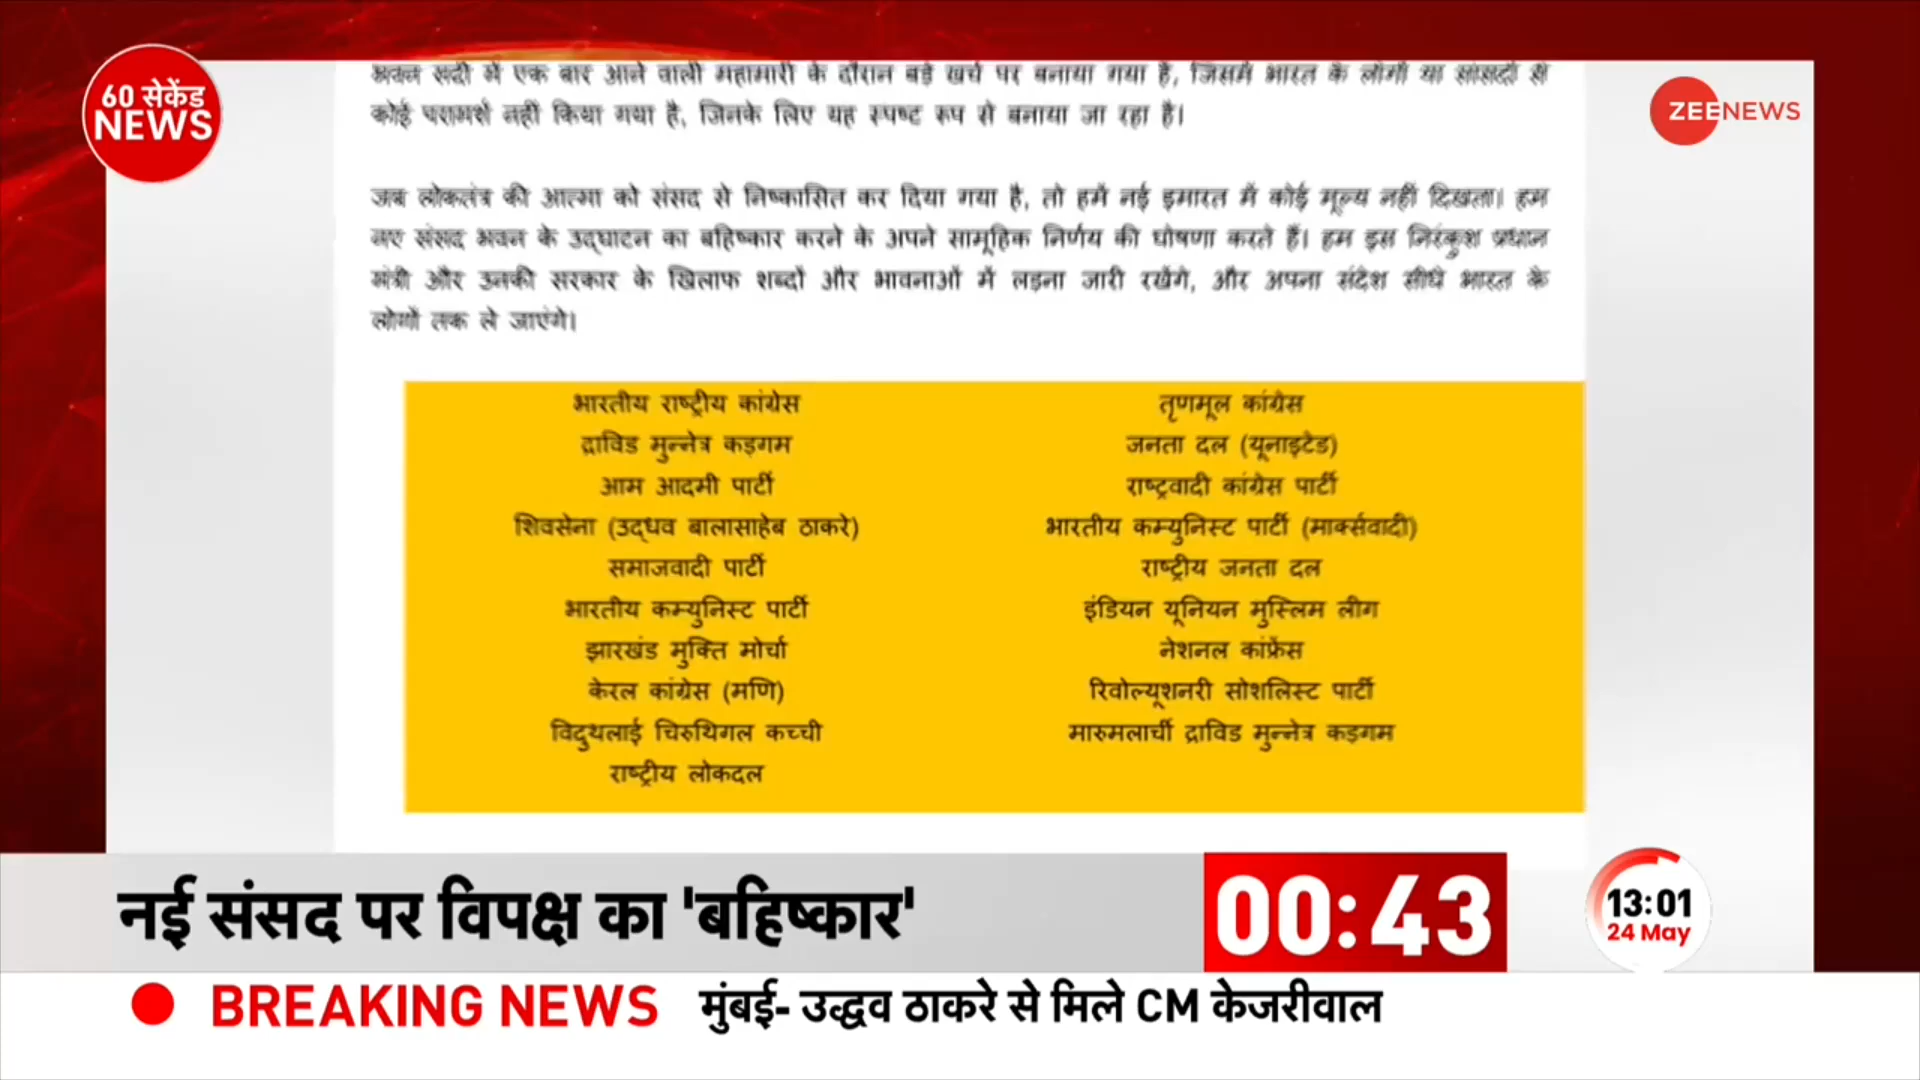 60 सेकेंड
NEWS
ZEENEWS
भवन सदी में एक बार आने वाली महामारी के दौरान बड़े खर्च पर बनाया गया है, जिसमें भारत के लोगों या सांसदों से
कोई परामर्श नहीं किया गया है, जिनके लिए यह स्पष्ट रूप से बनाया जा रहा है।
जब लोकतंत्र की आत्मा को संसद से निष्कासित कर दिया गया है, तो हमें नई इमारत में कोई मूल्य नहीं दिखता। हम
नए संसद भवन के उद्घाटन का बहिष्कार करने के अपने सामूहिक निर्णय की घोषणा करते हैं। हम इस निरंकुश प्रधान
मंत्री और उनकी सरकार के खिलाफ शब्दों और भावनाओं में लड़ना जारी रखेंगे, और अपना संदेश सीधे भारत के
लोगों तक ले जाएंगे।
भारतीय राष्ट्रीय कांग्रेस तृणमूल कांग्रेस
द्राविड मुन्नेत्र कड़गम जनता दल (यूनाइटेड)
आम आदमी पार्टी राष्ट्रवादी कांग्रेस पार्टी
शिवसेना (उद्धव बालासाहेब ठाकरे) भारतीय कम्युनिस्ट पार्टी (मार्क्सवादी)
समाजवादी पार्टी राष्ट्रीय जनता दल
भारतीय कम्युनिस्ट पार्टी इंडियन यूनियन मुस्लिम लीग
झारखंड मुक्ति मोर्चा नेशनल कांफ्रेंस
केरल कांग्रेस (मणि) रिवोल्यूशनरी सोशलिस्ट पार्टी
विदुथलाई चिरुथिगल कच्ची मारुमलार्ची द्राविड मुन्नेत्र कड़गम
राष्ट्रीय लोकदल
नई संसद पर विपक्ष का 'बहिष्कार'
00:43
13:01
24 May
BREAKING NEWS मुंबई- उद्धव ठाकरे से मिले CM केजरीवाल